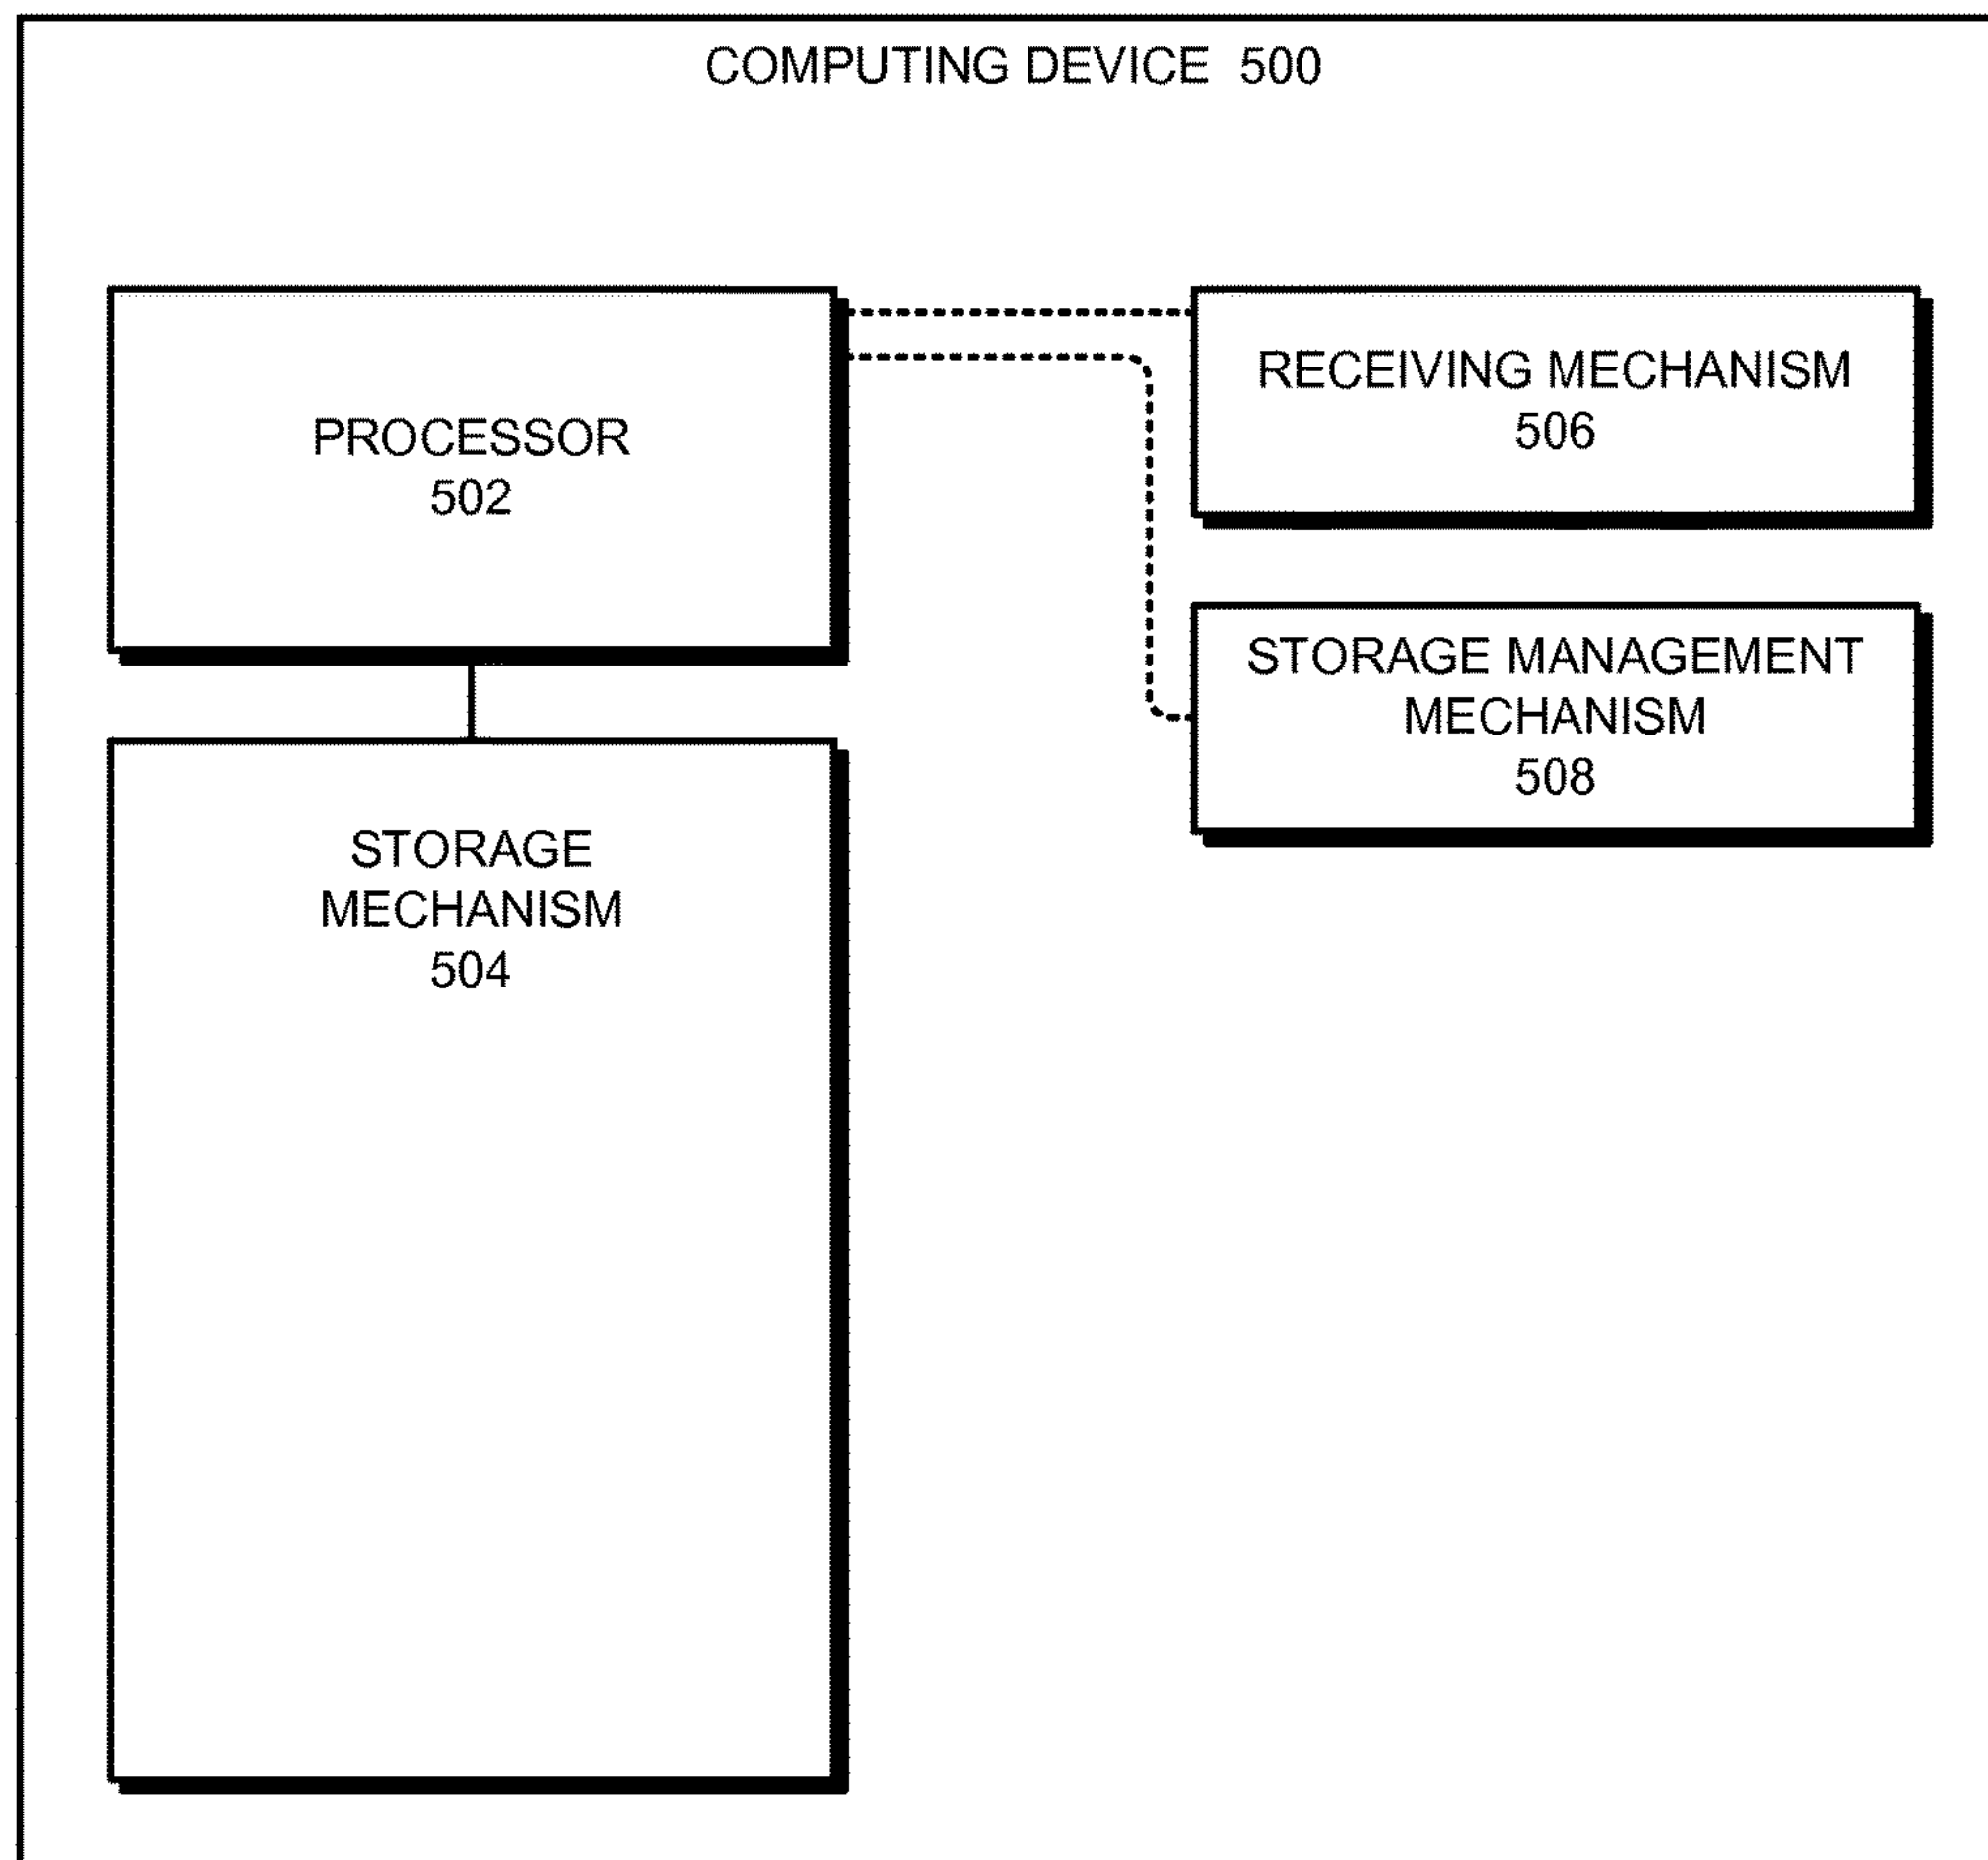 COMPUTING DEVICE 500
PROCESSOR
502
RECEIVING MECHANISM
506
STORAGE MANAGEMENT
MECHANISM
508
STORAGE
MECHANISM
504